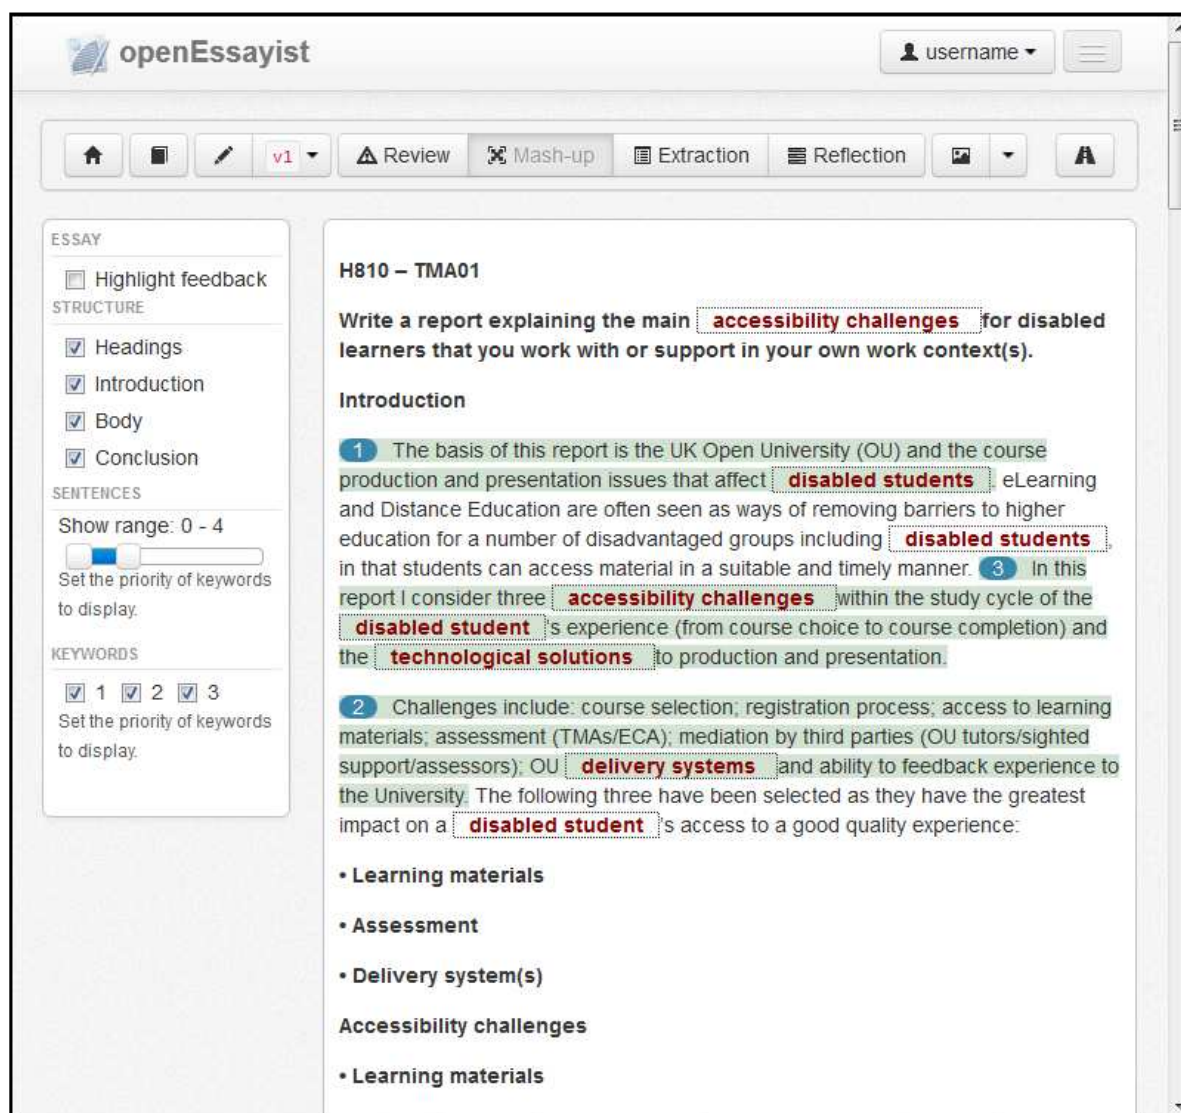 openEssayist
username
v1
Review
Mash-up
Extraction
Reflection
ESSAY
Highlight feedback
STRUCTURE
Headings
Introduction
Body
Conclusion
SENTENCES
Show range: 0 - 4
Set the priority of keywords
to display.
KEYWORDS
1 2 3
Set the priority of keywords
to display.
H810 – TMA01
Write a report explaining the main accessibility challenges for disabled
learners that you work with or support in your own work context(s).
Introduction
1 The basis of this report is the UK Open University (OU) and the course
production and presentation issues that affect disabled students. eLearning
and Distance Education are often seen as ways of removing barriers to higher
education for a number of disadvantaged groups including disabled students,
in that students can access material in a suitable and timely manner. 3 In this
report I consider three accessibility challenges within the study cycle of the
disabled student's experience (from course choice to course completion) and
the technological solutions to production and presentation.
2 Challenges include: course selection; registration process; access to learning
materials; assessment (TMAs/ECA); mediation by third parties (OU tutors/sighted
support/assessors); OU delivery systems and ability to feedback experience to
the University. The following three have been selected as they have the greatest
impact on a disabled student's access to a good quality experience:
• Learning materials
• Assessment
• Delivery system(s)
Accessibility challenges
• Learning materials